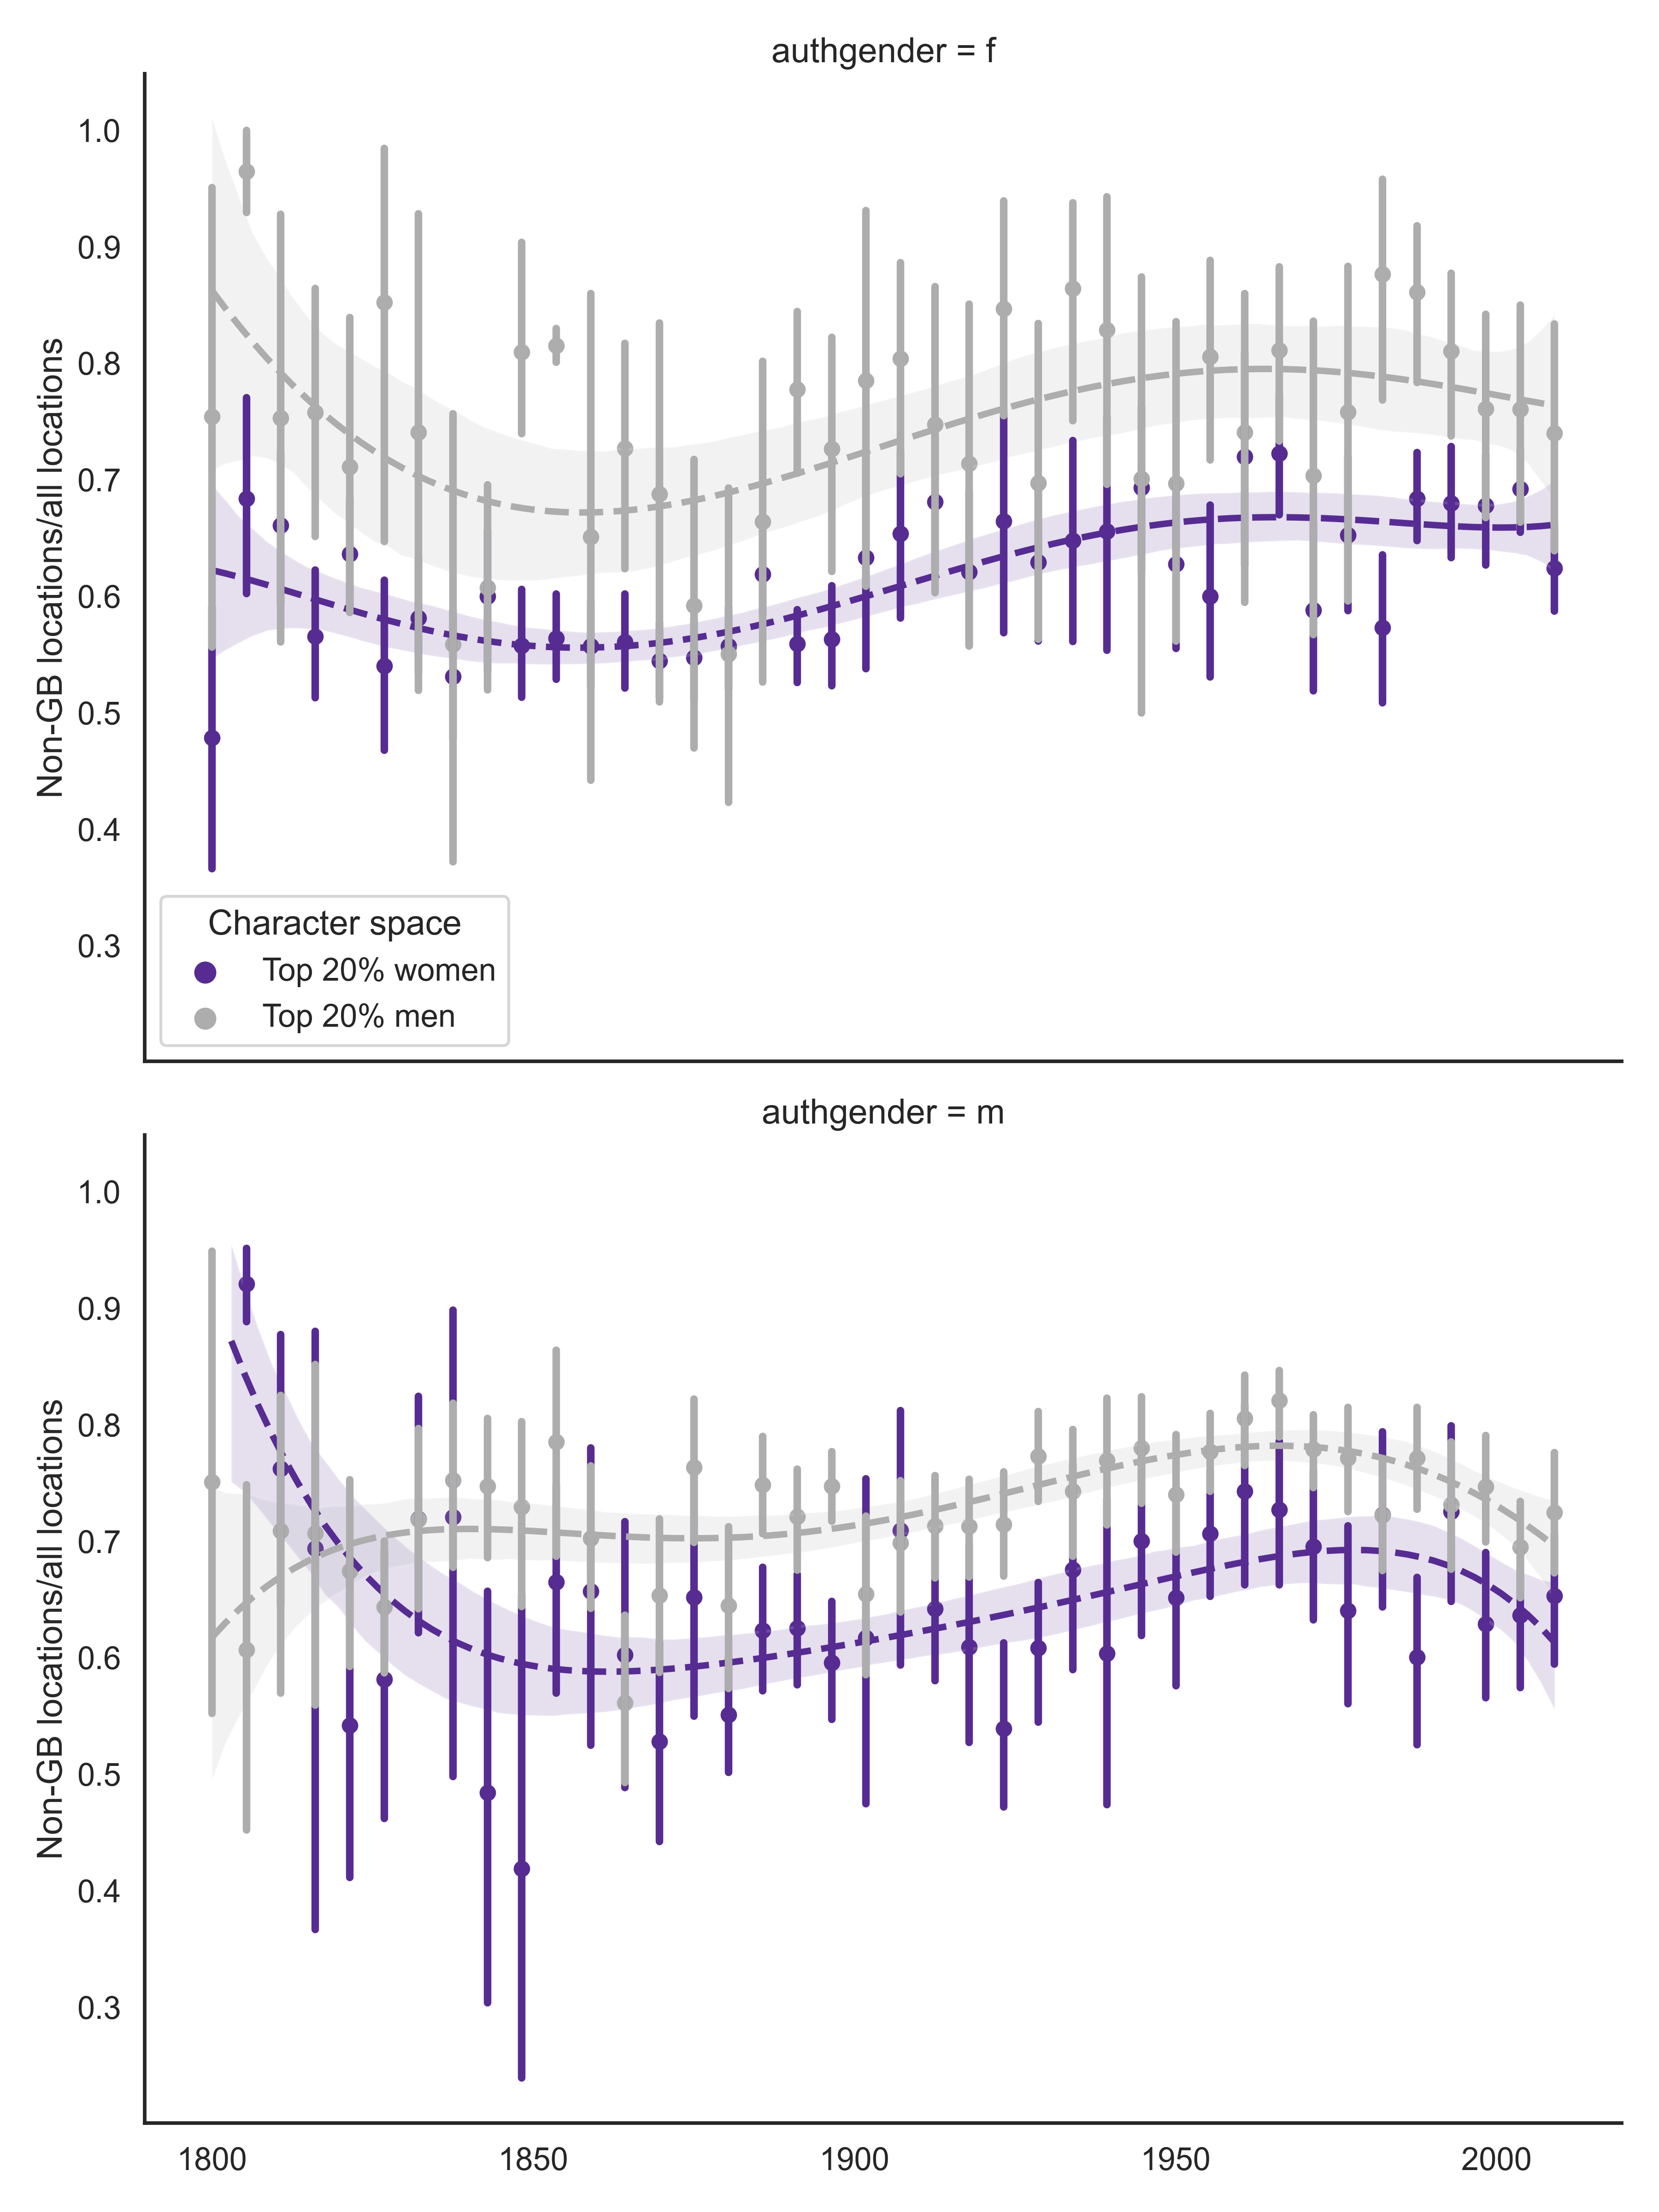 authgender = f
1.0
0.9
0.8
0.7
0.6
0.5
0.4
0.3
Non-GB locations/all locations
Character space
Top 20% women
Top 20% men
authgender = m
1.0
0.9
0.8
0.7
0.6
0.5
0.4
0.3
Non-GB locations/all locations
1800 1850 1900 1950 2000